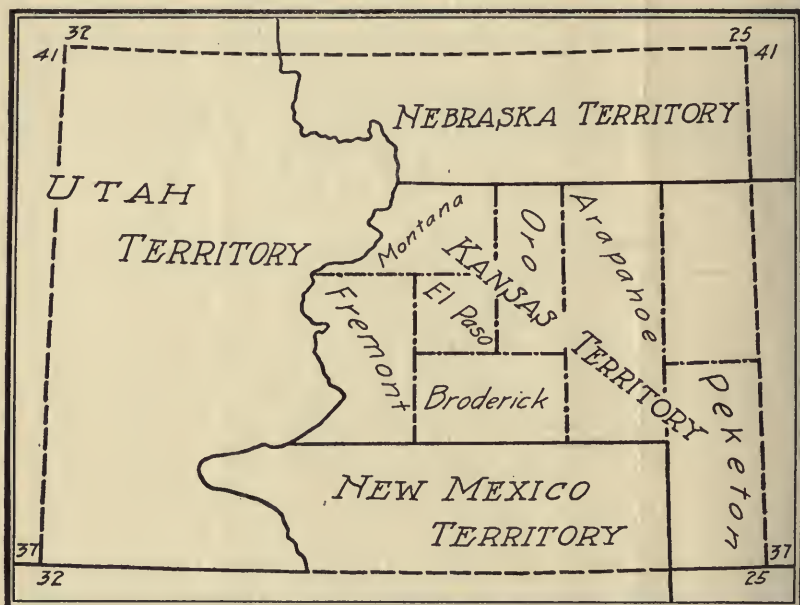 32
25
41
41
NEBRASKA TERRITORY
UTAH
TERRITORY
Montana
Oro
Arapahoe
KANSAS
TERRITORY
Fremont
El Paso
Broderick
Peketon
NEW MEXICO
TERRITORY
37
37
32
25